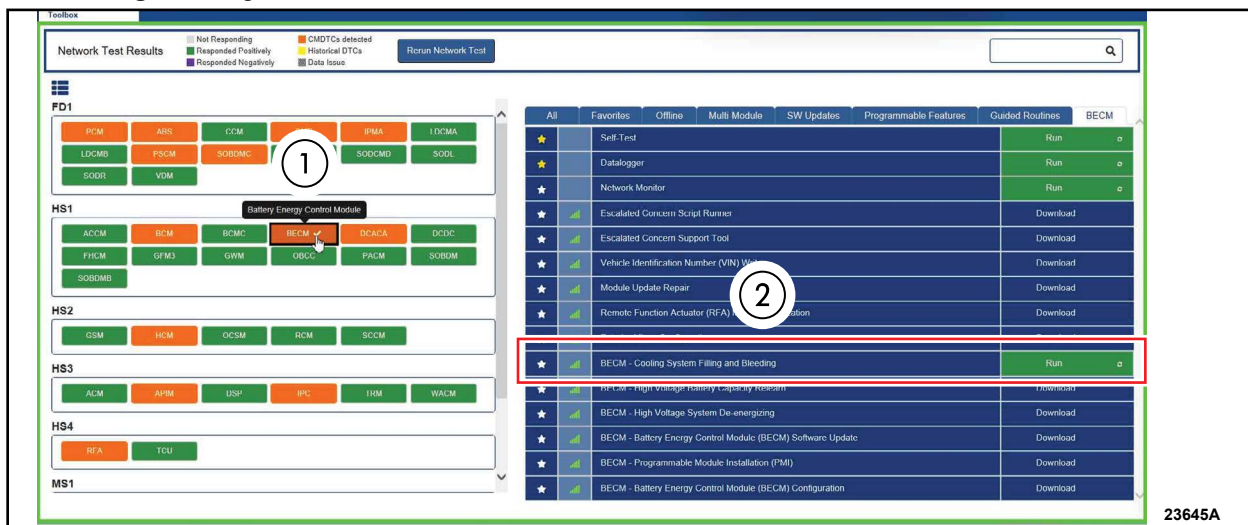 Toolbox
Network Test Results
Not Responding
Responded Positively
Responded Negatively
CMDTCs detected
Historical DTCs
Data Issue
Rerun Network Test
FD1
PCM ABS CCM IPMA LDCMA
LDCMB PSCM SOBDMC SODCMD SODL
SODR VDM
1
HS1
Battery Energy Control Module
ACCM BCM BCMC BECM DCACA DCDC
FHCM GFM3 GWM OBCC PACM SOBDM
SOBDMB
HS2
GSM HCM OCSM RCM SCCM
HS3
ACM APIM DSP IPC TRM WACM
HS4
RFA TCU
MS1
All Favorites Offline Multi Module SW Updates Programmable Features Guided Routines BECM
Self-Test Run
Datalogger Run
Network Monitor Run
Escalated Concern Script Runner Download
Escalated Concern Support Tool Download
Vehicle Identification Number (VIN) Download
Module Update Repair Download
2
Remote Function Actuator (RFA) Download
BECM - Cooling System Filling and Bleeding Run
BECM - High Voltage Battery Capacity Relearn Download
BECM - High Voltage System De-energizing Download
BECM - Battery Energy Control Module (BECM) Software Update Download
BECM - Programmable Module Installation (PMI) Download
BECM - Battery Energy Control Module (BECM) Configuration Download
23645A